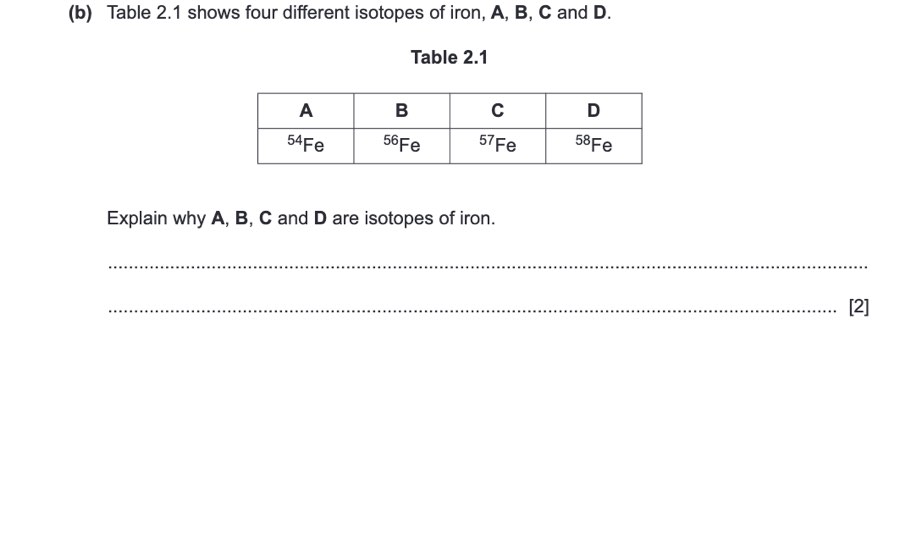 (b) Table 2.1 shows four different isotopes of iron, A, B, C and D.
Table 2.1
A B C D
⁵⁴Fe ⁵⁶Fe ⁵⁷Fe ⁵⁸Fe
Explain why A, B, C and D are isotopes of iron.
[2]